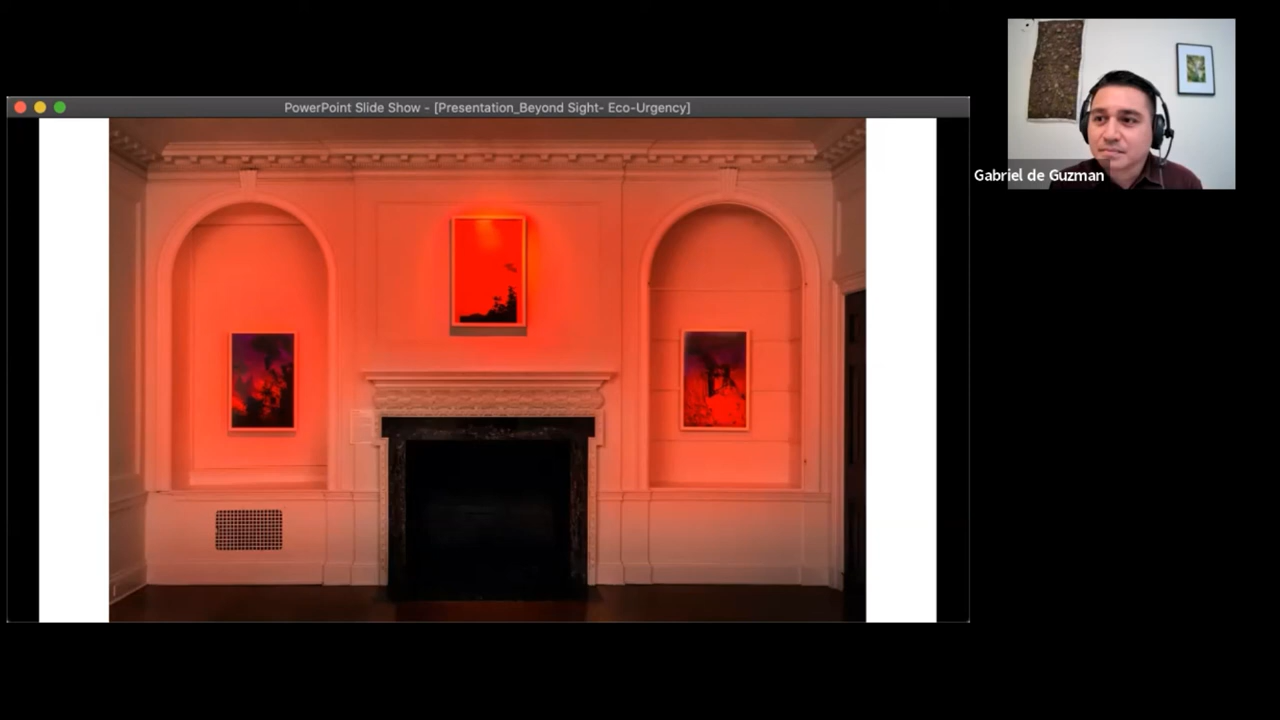 PowerPoint Slide Show - [Presentation_Beyond Sight- Eco-Urgency]
Gabriel de Guzman